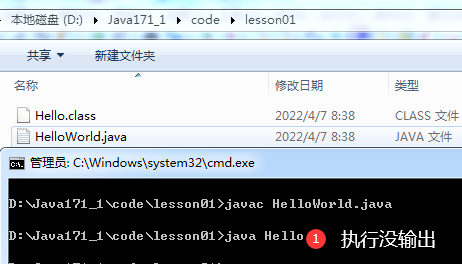 本地磁盘 (D:) ▸ Java171_1 ▸ code ▸ lesson01
共享 ▼ 新建文件夹
名称 修改日期 类型
Hello.class 2022/4/7 8:38 CLASS 文件
HelloWorld.java 2022/4/7 8:38 JAVA 文件
管理员: C:\Windows\system32\cmd.exe
D:\Java171_1\code\lesson01>javac HelloWorld.java
D:\Java171_1\code\lesson01>java Hello 1 执行没输出